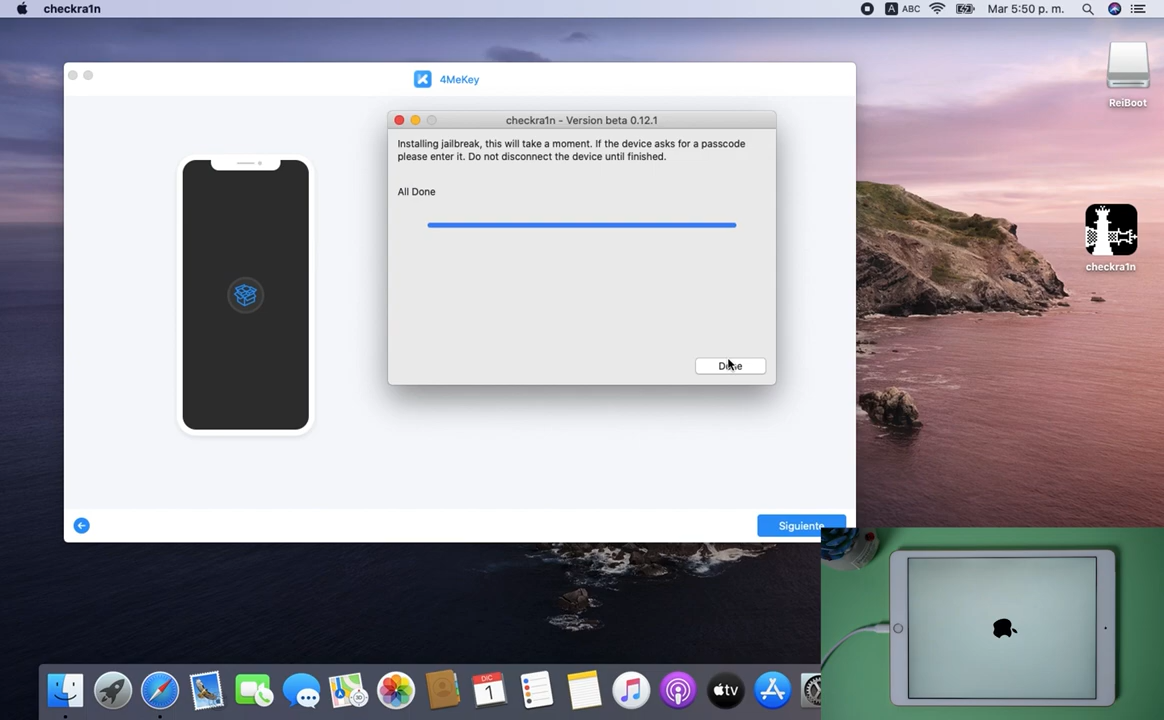 checkra1n
A ABC
Mar 5:50 p. m.
4MeKey
checkra1n - Version beta 0.12.1
Installing jailbreak, this will take a moment. If the device asks for a passcode
please enter it. Do not disconnect the device until finished.
All Done
Done
ReiBoot
checkra1n
Siguiente
DIC
1
tv